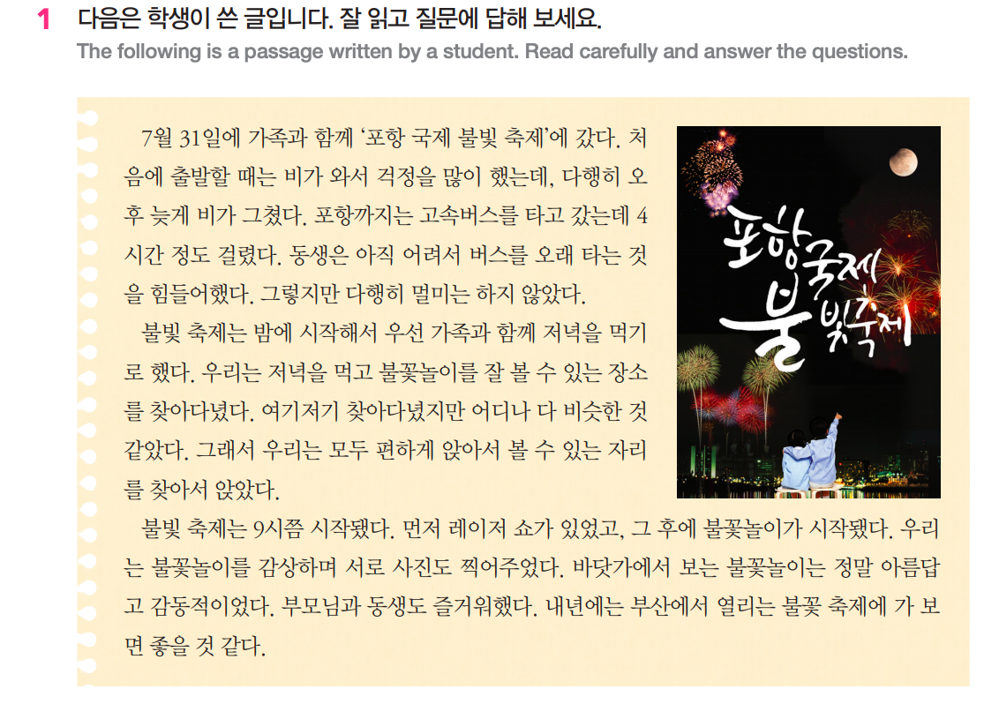 1 다음은 학생이 쓴 글입니다. 잘 읽고 질문에 답해 보세요.
The following is a passage written by a student. Read carefully and answer the questions.
7월 31일에 가족과 함께 ‘포항 국제 불빛 축제’에 갔다. 처
음에 출발할 때는 비가 와서 걱정을 많이 했는데, 다행히 오
후 늦게 비가 그쳤다. 포항까지는 고속버스를 타고 갔는데 4
시간 정도 걸렸다. 동생은 아직 어려서 버스를 오래 타는 것
을 힘들어했다. 그렇지만 다행히 멀미는 하지 않았다.
불빛 축제는 밤에 시작해서 우선 가족과 함께 저녁을 먹기
로 했다. 우리는 저녁을 먹고 불꽃놀이를 잘 볼 수 있는 장소
를 찾아다녔다. 여기저기 찾아다녔지만 어디나 다 비슷한 것
같았다. 그래서 우리는 모두 편하게 앉아서 볼 수 있는 자리
를 찾아서 앉았다.
불빛 축제는 9시쯤 시작됐다. 먼저 레이저 쇼가 있었고, 그 후에 불꽃놀이가 시작됐다. 우리
는 불꽃놀이를 감상하며 서로 사진도 찍어주었다. 바닷가에서 보는 불꽃놀이는 정말 아름답
고 감동적이었다. 부모님과 동생도 즐거워했다. 내년에는 부산에서 열리는 불꽃 축제에 가 보
면 좋을 것 같다.
포항국제
불빛축제